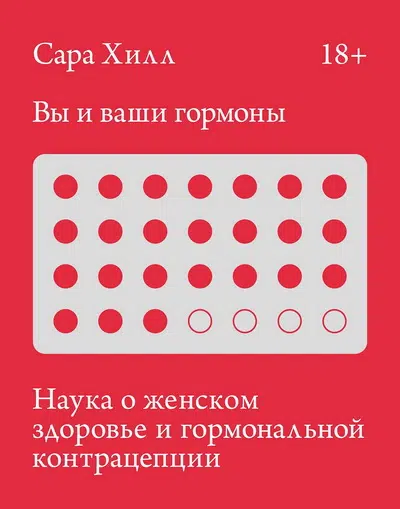 Сара Хилл 18+
Вы и ваши гормоны
Наука о женском
здоровье и гормональной
контрацепции